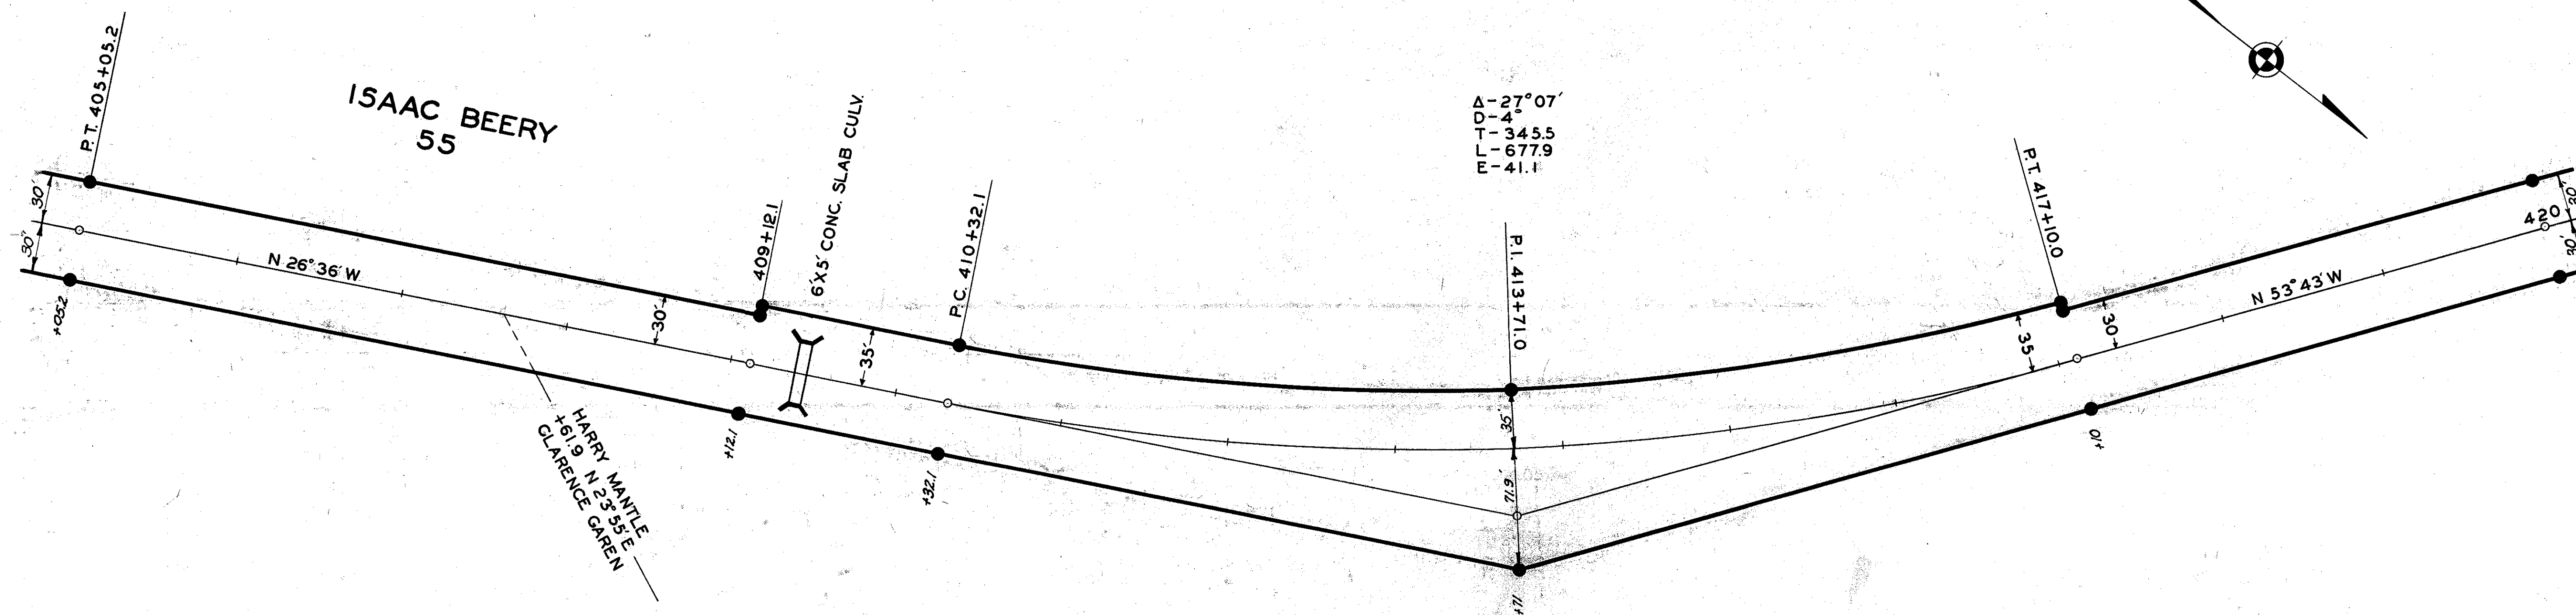 P.T. 405+05.2
ISAAC BEERY
55
30'
30'
+05.2
N 26°36'W
HARRY MANTLE
+61.9 N 23°55'E
CLARENCE GAREN
30'
409+12.1
6'X5' CONC. SLAB CULV.
+12.1
35'
P.C. 410+32.1
+32.1
Δ-27°07'
D-4°
T-345.5
L-677.9
E-41.1
P.I. 413+71.0
35'
71.9'
+71
P.T. 417+10.0
35
30
+10
N 53°43'W
420
30'
30'